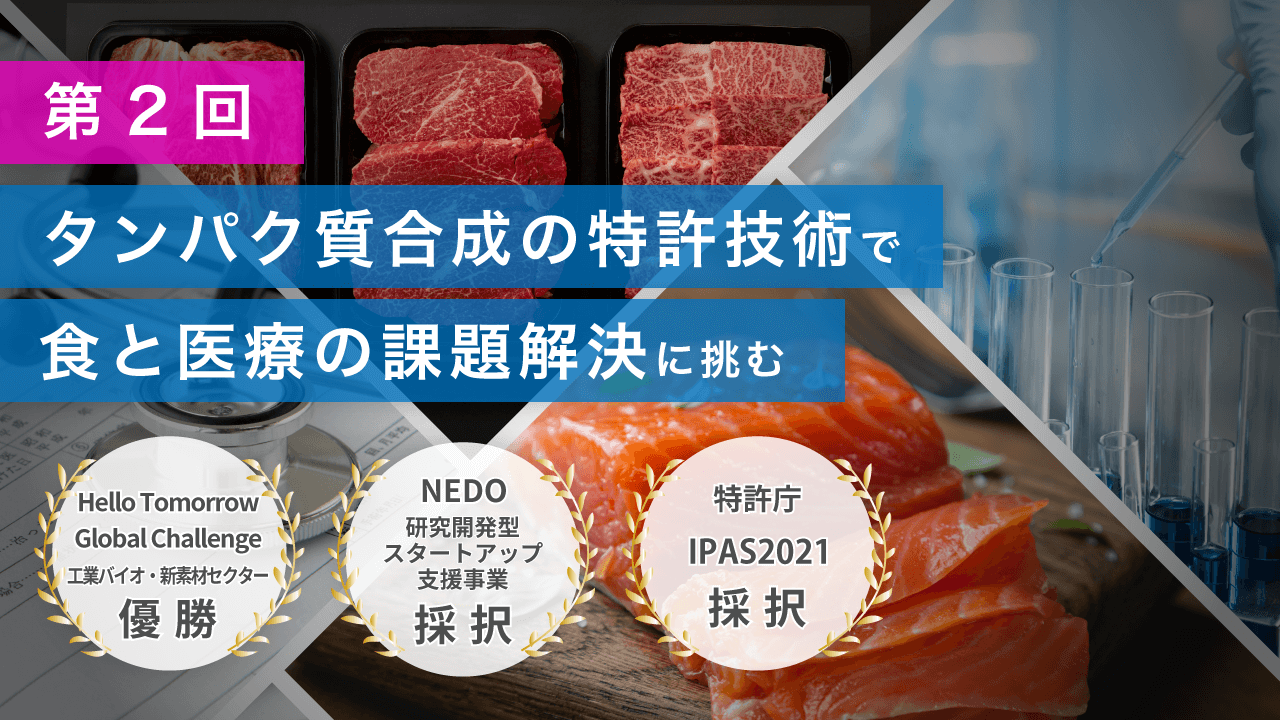 第2回
タンパク質合成の特許技術で
食と医療の課題解決に挑む
Hello Tomorrow
Global Challenge
工業バイオ・新素材セクター
優勝
NEDO
研究開発型
スタートアップ
支援事業
採択
特許庁
IPAS2021
採択